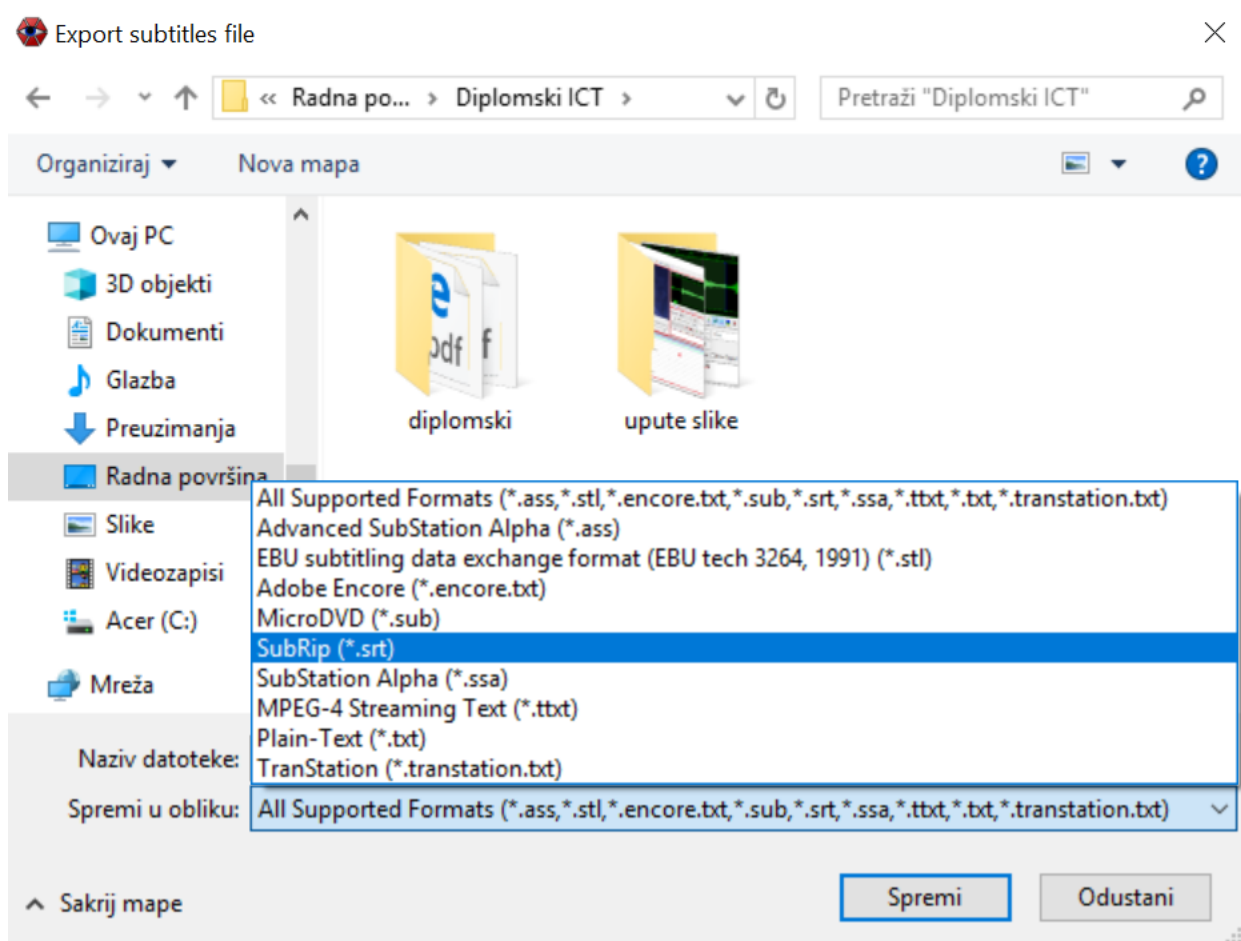 Export subtitles file
« Radna po... › Diplomski ICT ›
Pretraži "Diplomski ICT"
Organiziraj
Nova mapa
Ovaj PC
3D objekti
Dokumenti
Glazba
Preuzimanja
Radna površina
Slike
Videozapisi
Acer (C:)
Mreža
pdf
f
diplomski
upute slike
All Supported Formats (*.ass,*.stl,*.encore.txt,*.sub,*.srt,*.ssa,*.ttxt,*.txt,*.transtation.txt)
Advanced SubStation Alpha (*.ass)
EBU subtitling data exchange format (EBU tech 3264, 1991) (*.stl)
Adobe Encore (*.encore.txt)
MicroDVD (*.sub)
SubRip (*.srt)
SubStation Alpha (*.ssa)
MPEG-4 Streaming Text (*.ttxt)
Plain-Text (*.txt)
TranStation (*.transtation.txt)
Naziv datoteke:
Spremi u obliku: All Supported Formats (*.ass,*.stl,*.encore.txt,*.sub,*.srt,*.ssa,*.ttxt,*.txt,*.transtation.txt)
Sakrij mape
Spremi
Odustani